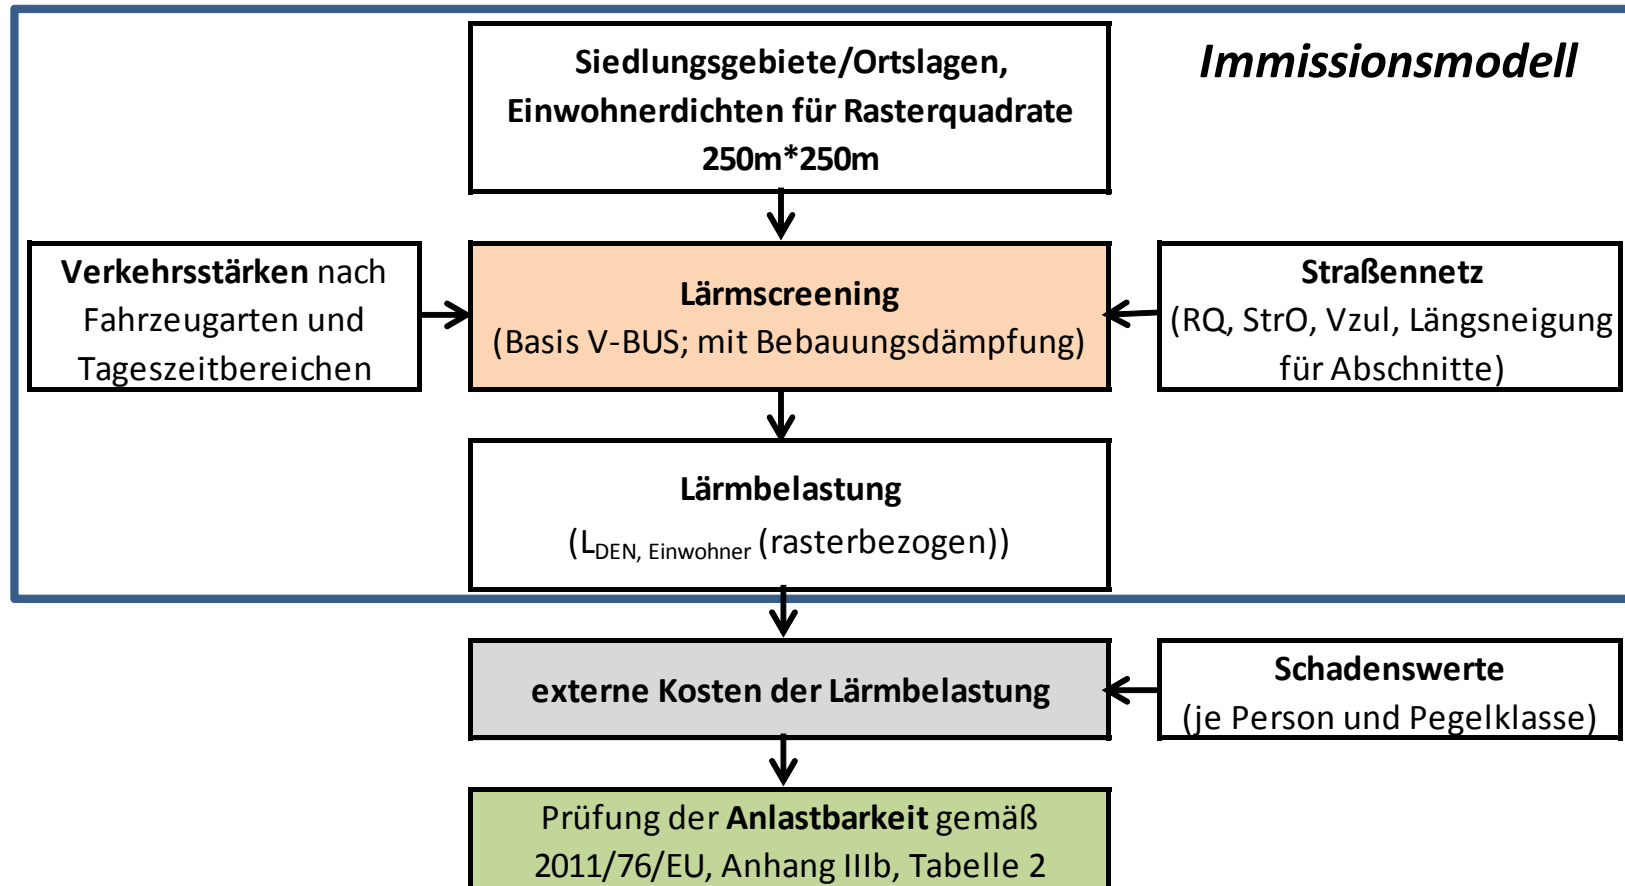 Immissionsmodell
Siedlungsgebiete/Ortslagen,
Einwohnerdichten für Rasterquadrate
250m*250m
Verkehrsstärken nach
Fahrzeugarten und
Tageszeitbereichen
Lärmscreening
(Basis V-BUS; mit Bebauungsdämpfung)
Straßennetz
(RQ, StrO, Vzul, Längsneigung
für Abschnitte)
Lärmbelastung
(LDEN, Einwohner (rasterbezogen))
externe Kosten der Lärmbelastung
Schadenswerte
(je Person und Pegelklasse)
Prüfung der Anlastbarkeit gemäß
2011/76/EU, Anhang IIIb, Tabelle 2